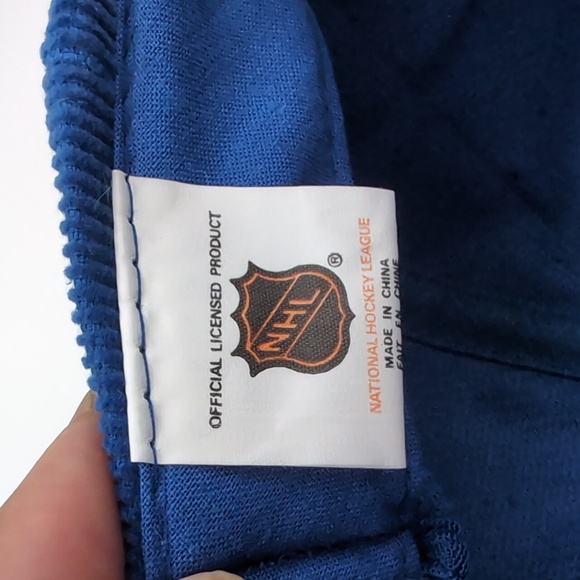 OFFICIAL LICENSED PRODUCT
NHL
®
NATIONAL HOCKEY LEAGUE
MADE IN CHINA
FAIT EN CHINE